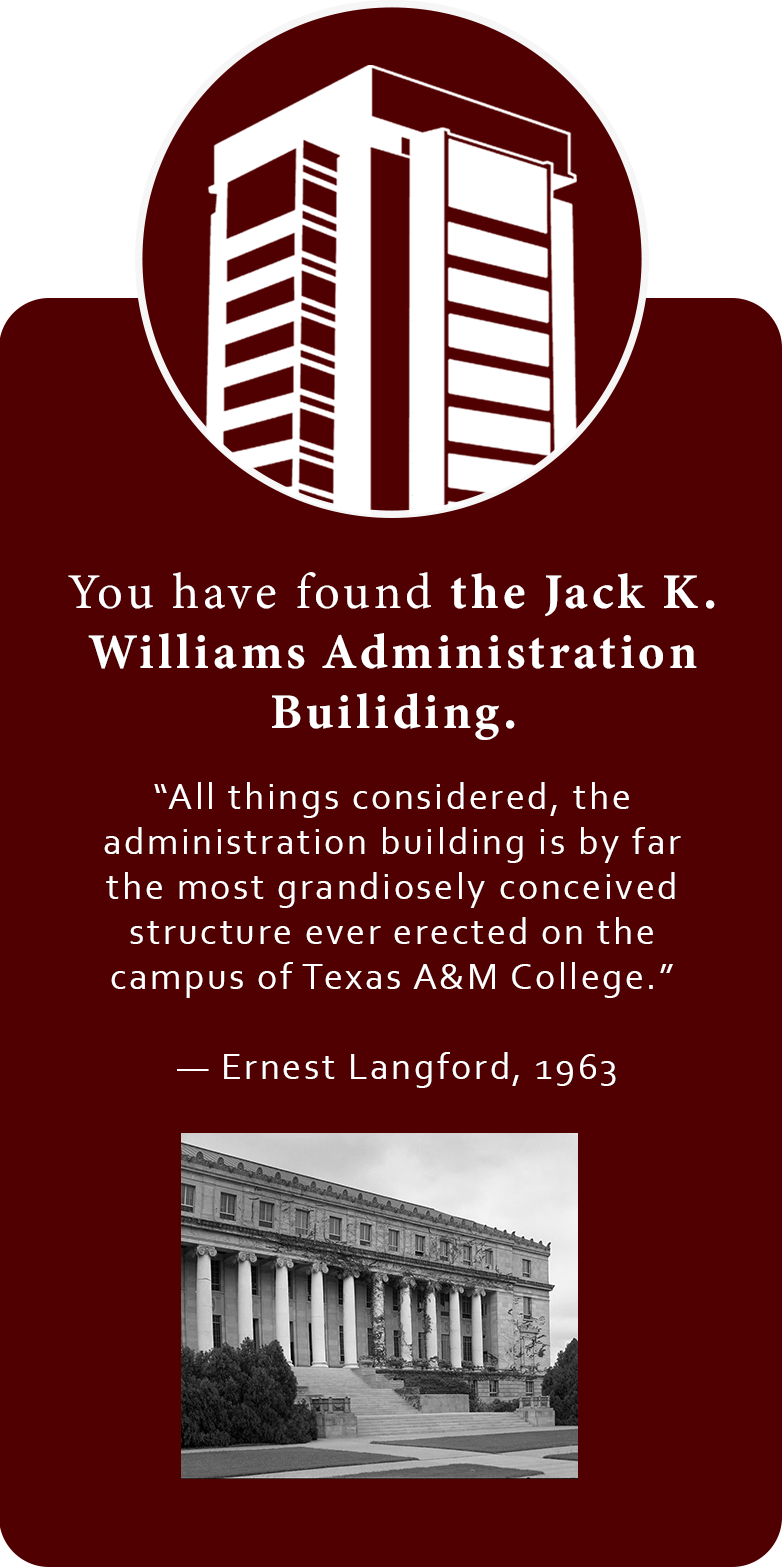 You have found the Jack K.
Williams Administration
Builiding.
“All things considered, the
administration building is by far
the most grandiosely conceived
structure ever erected on the
campus of Texas A&M College.”
— Ernest Langford, 1963